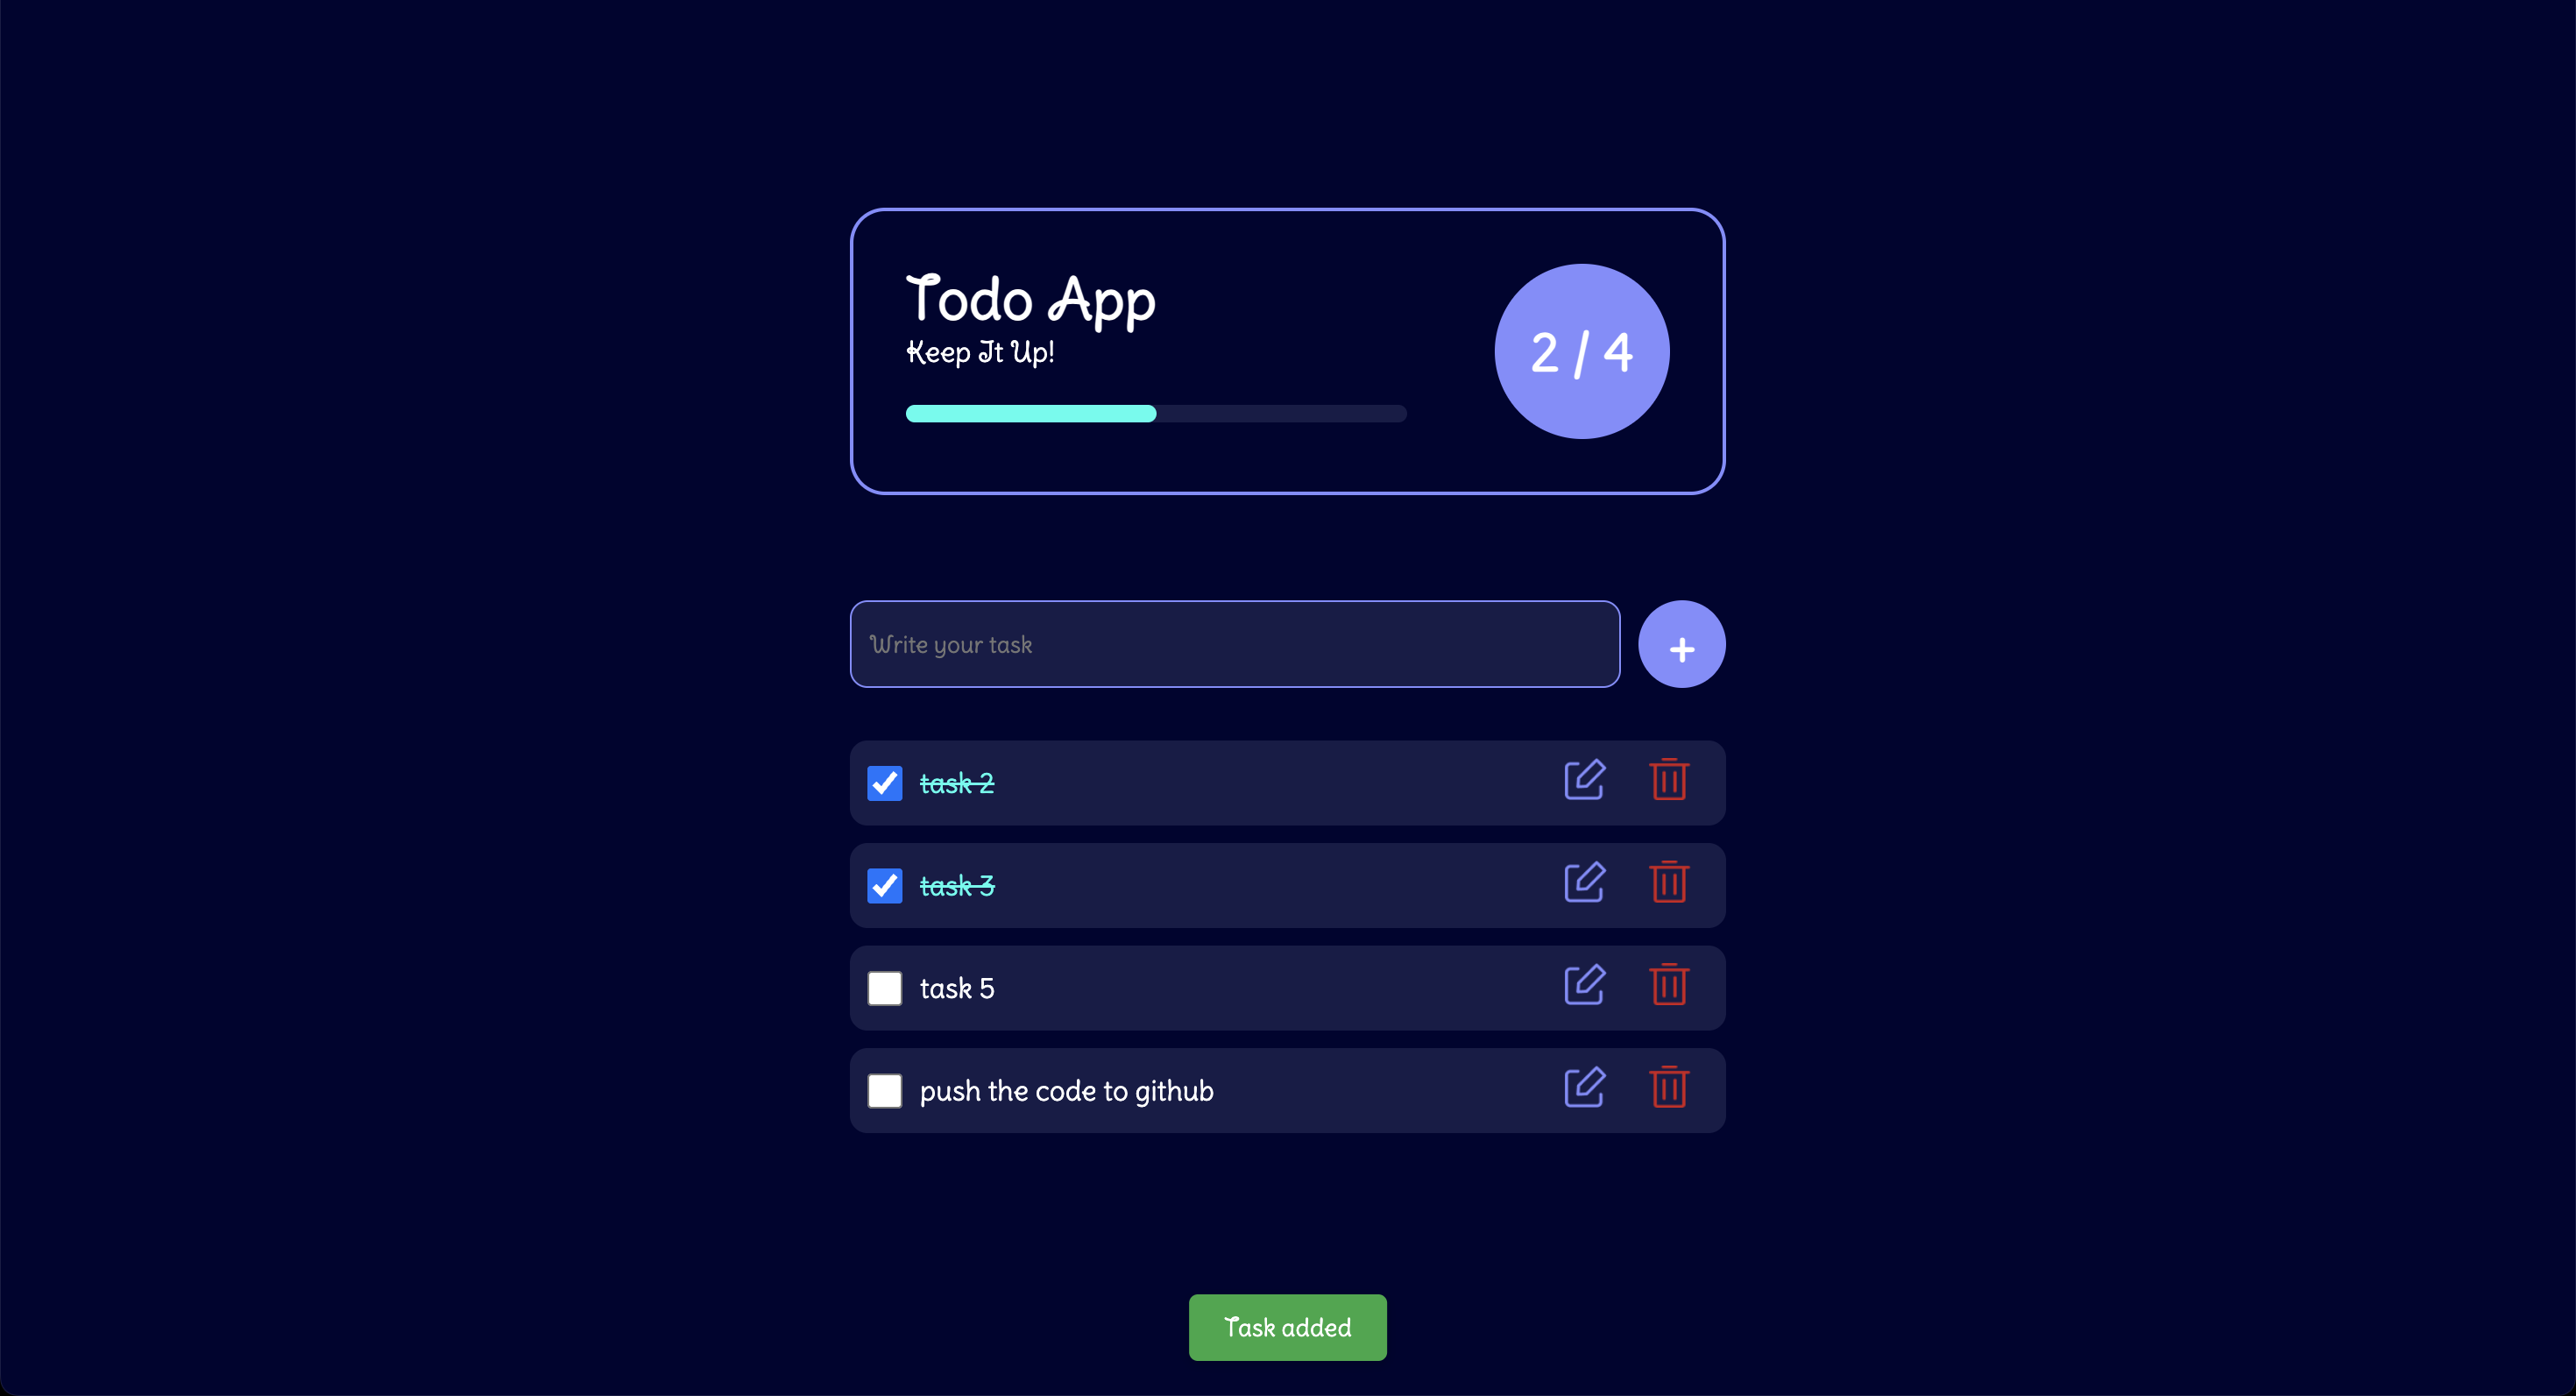 Todo App
Keep It Up!
2 / 4
Write your task
+
task 2
task 3
task 5
push the code to github
Task added